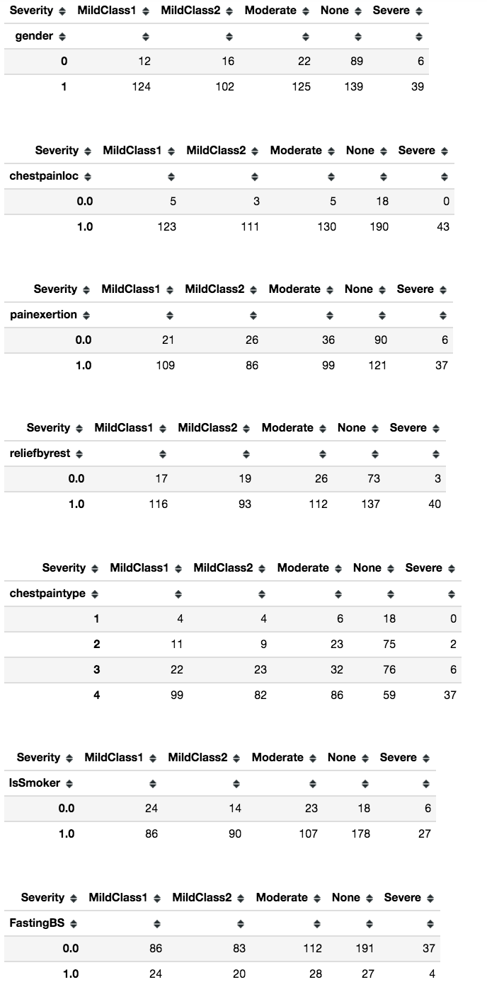 Severity MildClass1 MildClass2 Moderate None Severe
gender
0 12 16 22 89 6
1 124 102 125 139 39
Severity MildClass1 MildClass2 Moderate None Severe
chestpainloc
0.0 5 3 5 18 0
1.0 123 111 130 190 43
Severity MildClass1 MildClass2 Moderate None Severe
painexertion
0.0 21 26 36 90 6
1.0 109 86 99 121 37
Severity MildClass1 MildClass2 Moderate None Severe
reliefbyrest
0.0 17 19 26 73 3
1.0 116 93 112 137 40
Severity MildClass1 MildClass2 Moderate None Severe
chestpaintype
1 4 4 6 18 0
2 11 9 23 75 2
3 22 23 32 76 6
4 99 82 86 59 37
Severity MildClass1 MildClass2 Moderate None Severe
IsSmoker
0.0 24 14 23 18 6
1.0 86 90 107 178 27
Severity MildClass1 MildClass2 Moderate None Severe
FastingBS
0.0 86 83 112 191 37
1.0 24 20 28 27 4